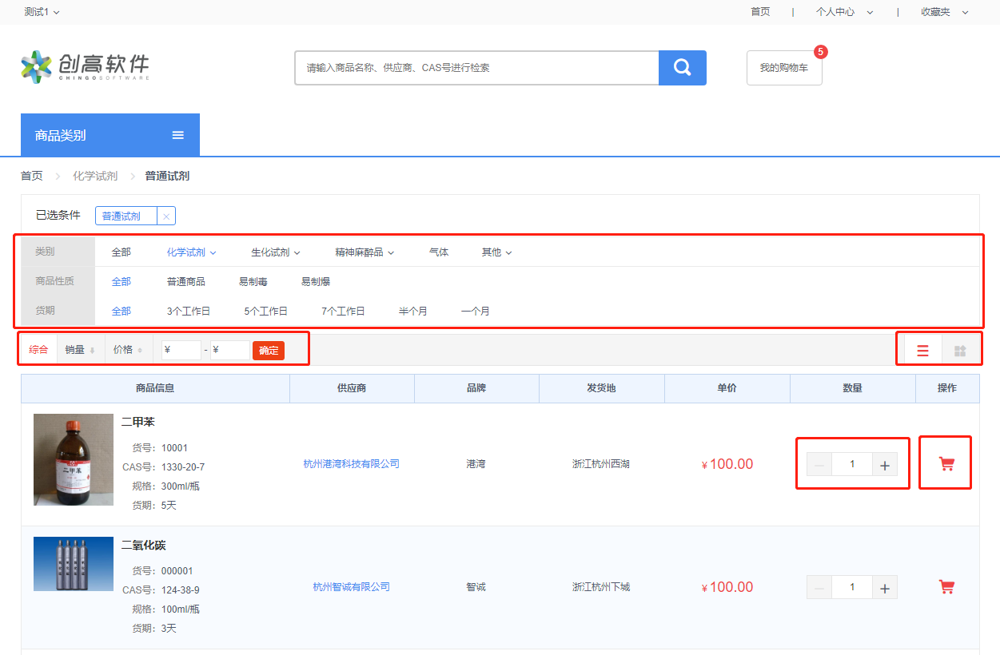 测试1 首页 | 个人中心 | 收藏夹
创高软件
CHINGOSOFTWARE
请输入商品名称、供应商、CAS号进行检索
我的购物车 5
商品类别
首页 化学试剂 普通试剂
已选条件 普通试剂 ×
类别 全部 化学试剂 生化试剂 精神麻醉品 气体 其他
商品性质 全部 普通商品 易制毒 易制爆
货期 全部 3个工作日 5个工作日 7个工作日 半个月 一个月
综合 销量 价格 ¥ - ¥ 确定
商品信息 供应商 品牌 发货地 单价 数量 操作
二甲苯
货号: 10001
CAS号: 1330-20-7
规格: 300ml/瓶
货期: 5天
杭州港湾科技有限公司 港湾 浙江杭州西湖 ¥100.00 − 1 +
二甲苯
二氧化碳
货号: 000001
CAS号: 124-38-9
规格: 100ml/瓶
货期: 3天
杭州智诚有限公司 智诚 浙江杭州下城 ¥100.00 − 1 +